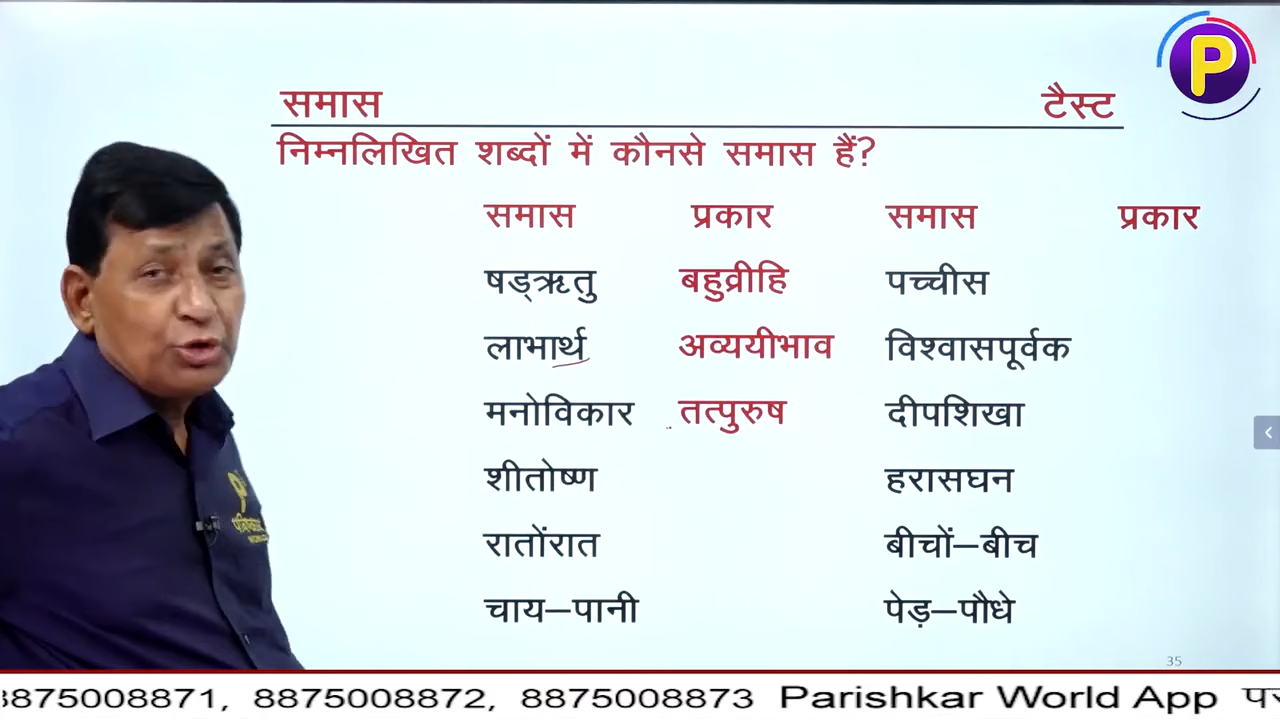 P
समास टैस्ट
निम्नलिखित शब्दों में कौनसे समास हैं?
समास प्रकार समास प्रकार
षड्ऋतु बहुव्रीहि पच्चीस
लाभार्थ अव्ययीभाव विश्वासपूर्वक
मनोविकार तत्पुरुष दीपशिखा
शीतोष्ण हरासघन
रातोंरात बीचों–बीच
चाय–पानी पेड़–पौधे
35
8875008871, 8875008872, 8875008873 Parishkar World App